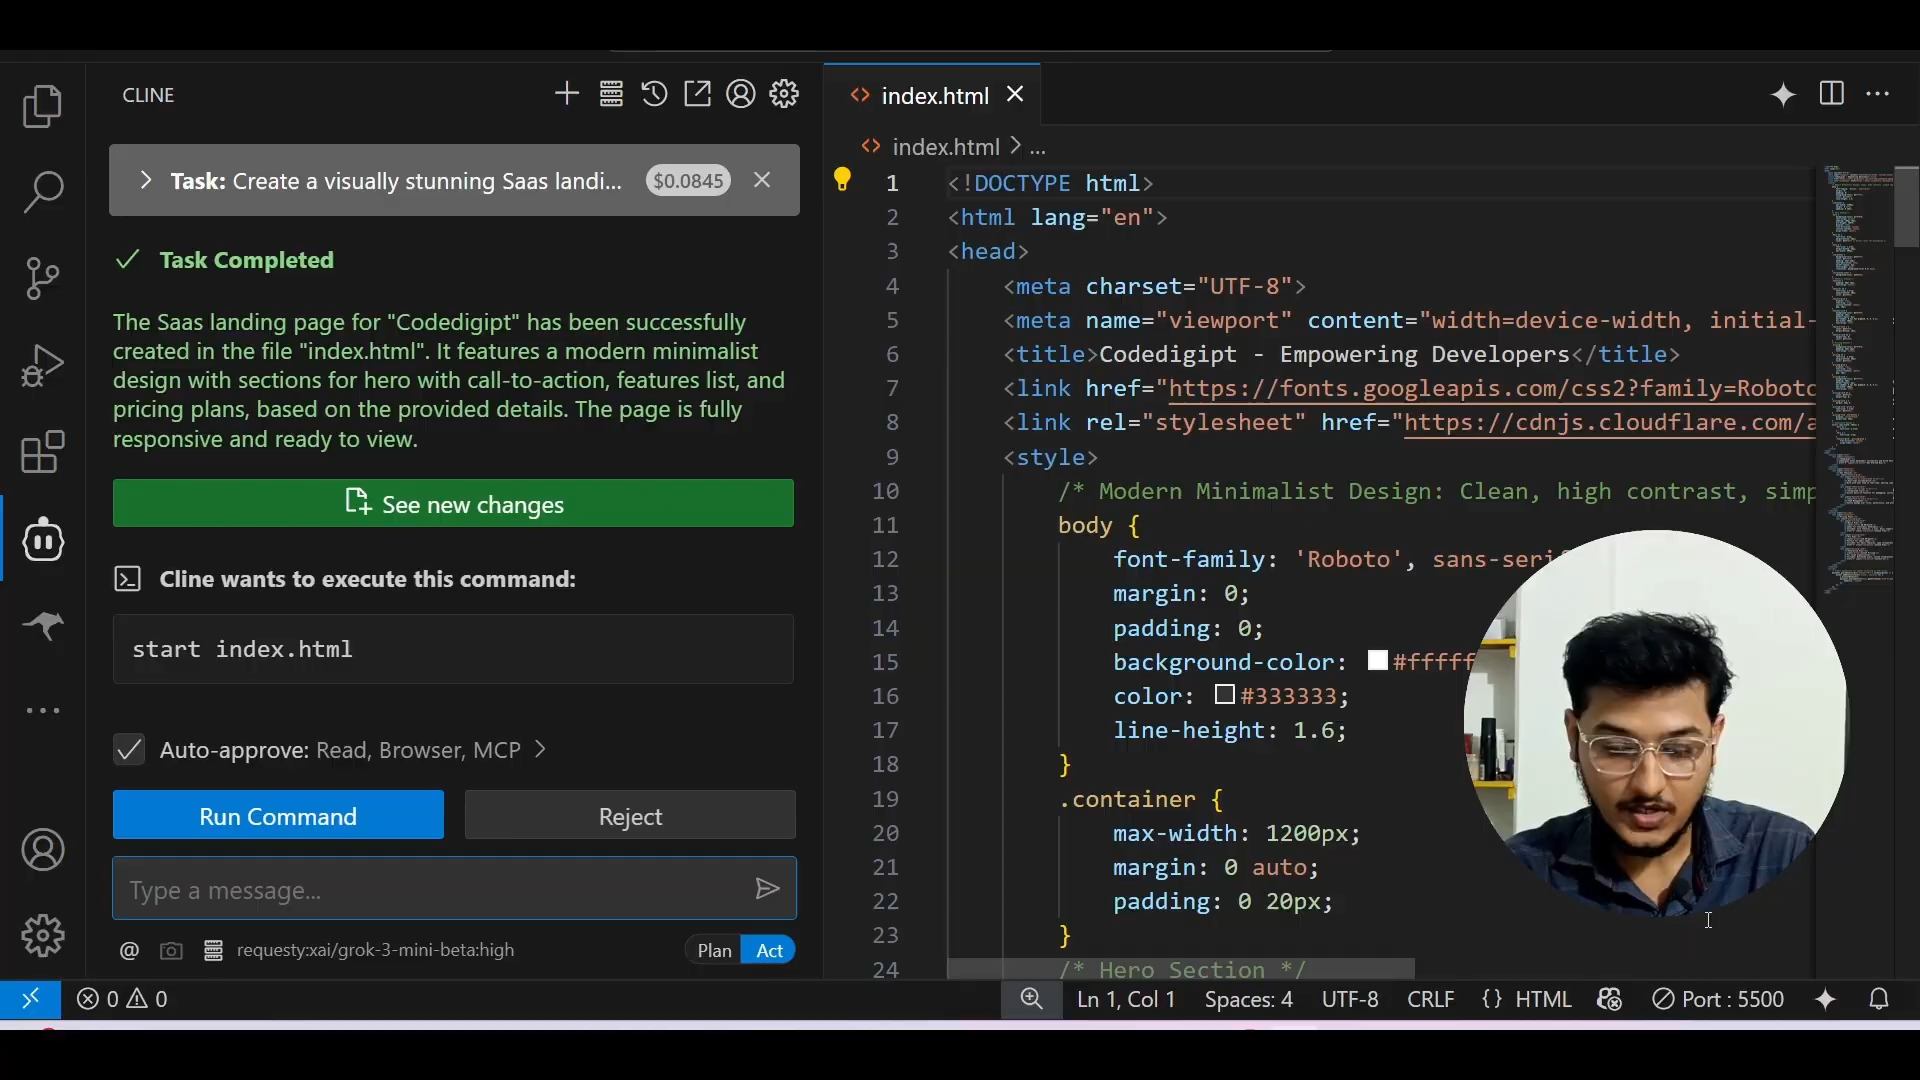 CLINE
Task: Create a visually stunning Saas landi... $0.0845
Task Completed
The Saas landing page for "Codedigipt" has been successfully
created in the file "index.html". It features a modern minimalist
design with sections for hero with call-to-action, features list, and
pricing plans, based on the provided details. The page is fully
responsive and ready to view.
See new changes
Cline wants to execute this command:
start index.html
Auto-approve: Read, Browser, MCP
Run Command
Reject
Type a message...
@ requesty:xai/grok-3-mini-beta:high
Plan Act
index.html
index.html > ...
1 <!DOCTYPE html>
2 <html lang="en">
3 <head>
4 <meta charset="UTF-8">
5 <meta name="viewport" content="width=device-width, initial-
6 <title>Codedigipt - Empowering Developers</title>
7 <link href="https://fonts.googleapis.com/css2?family=Roboto
8 <link rel="stylesheet" href="https://cdnjs.cloudflare.com/a
9 <style>
10 /* Modern Minimalist Design: Clean, high contrast, simp
11 body {
12 font-family: 'Roboto', sans-serif
13 margin: 0;
14 padding: 0;
15 background-color: #fffff
16 color: #333333;
17 line-height: 1.6;
18 }
19 .container {
20 max-width: 1200px;
21 margin: 0 auto;
22 padding: 0 20px;
23 }
24 /* Hero Section */
0 0
Ln 1, Col 1 Spaces: 4 UTF-8 CRLF {} HTML Port : 5500